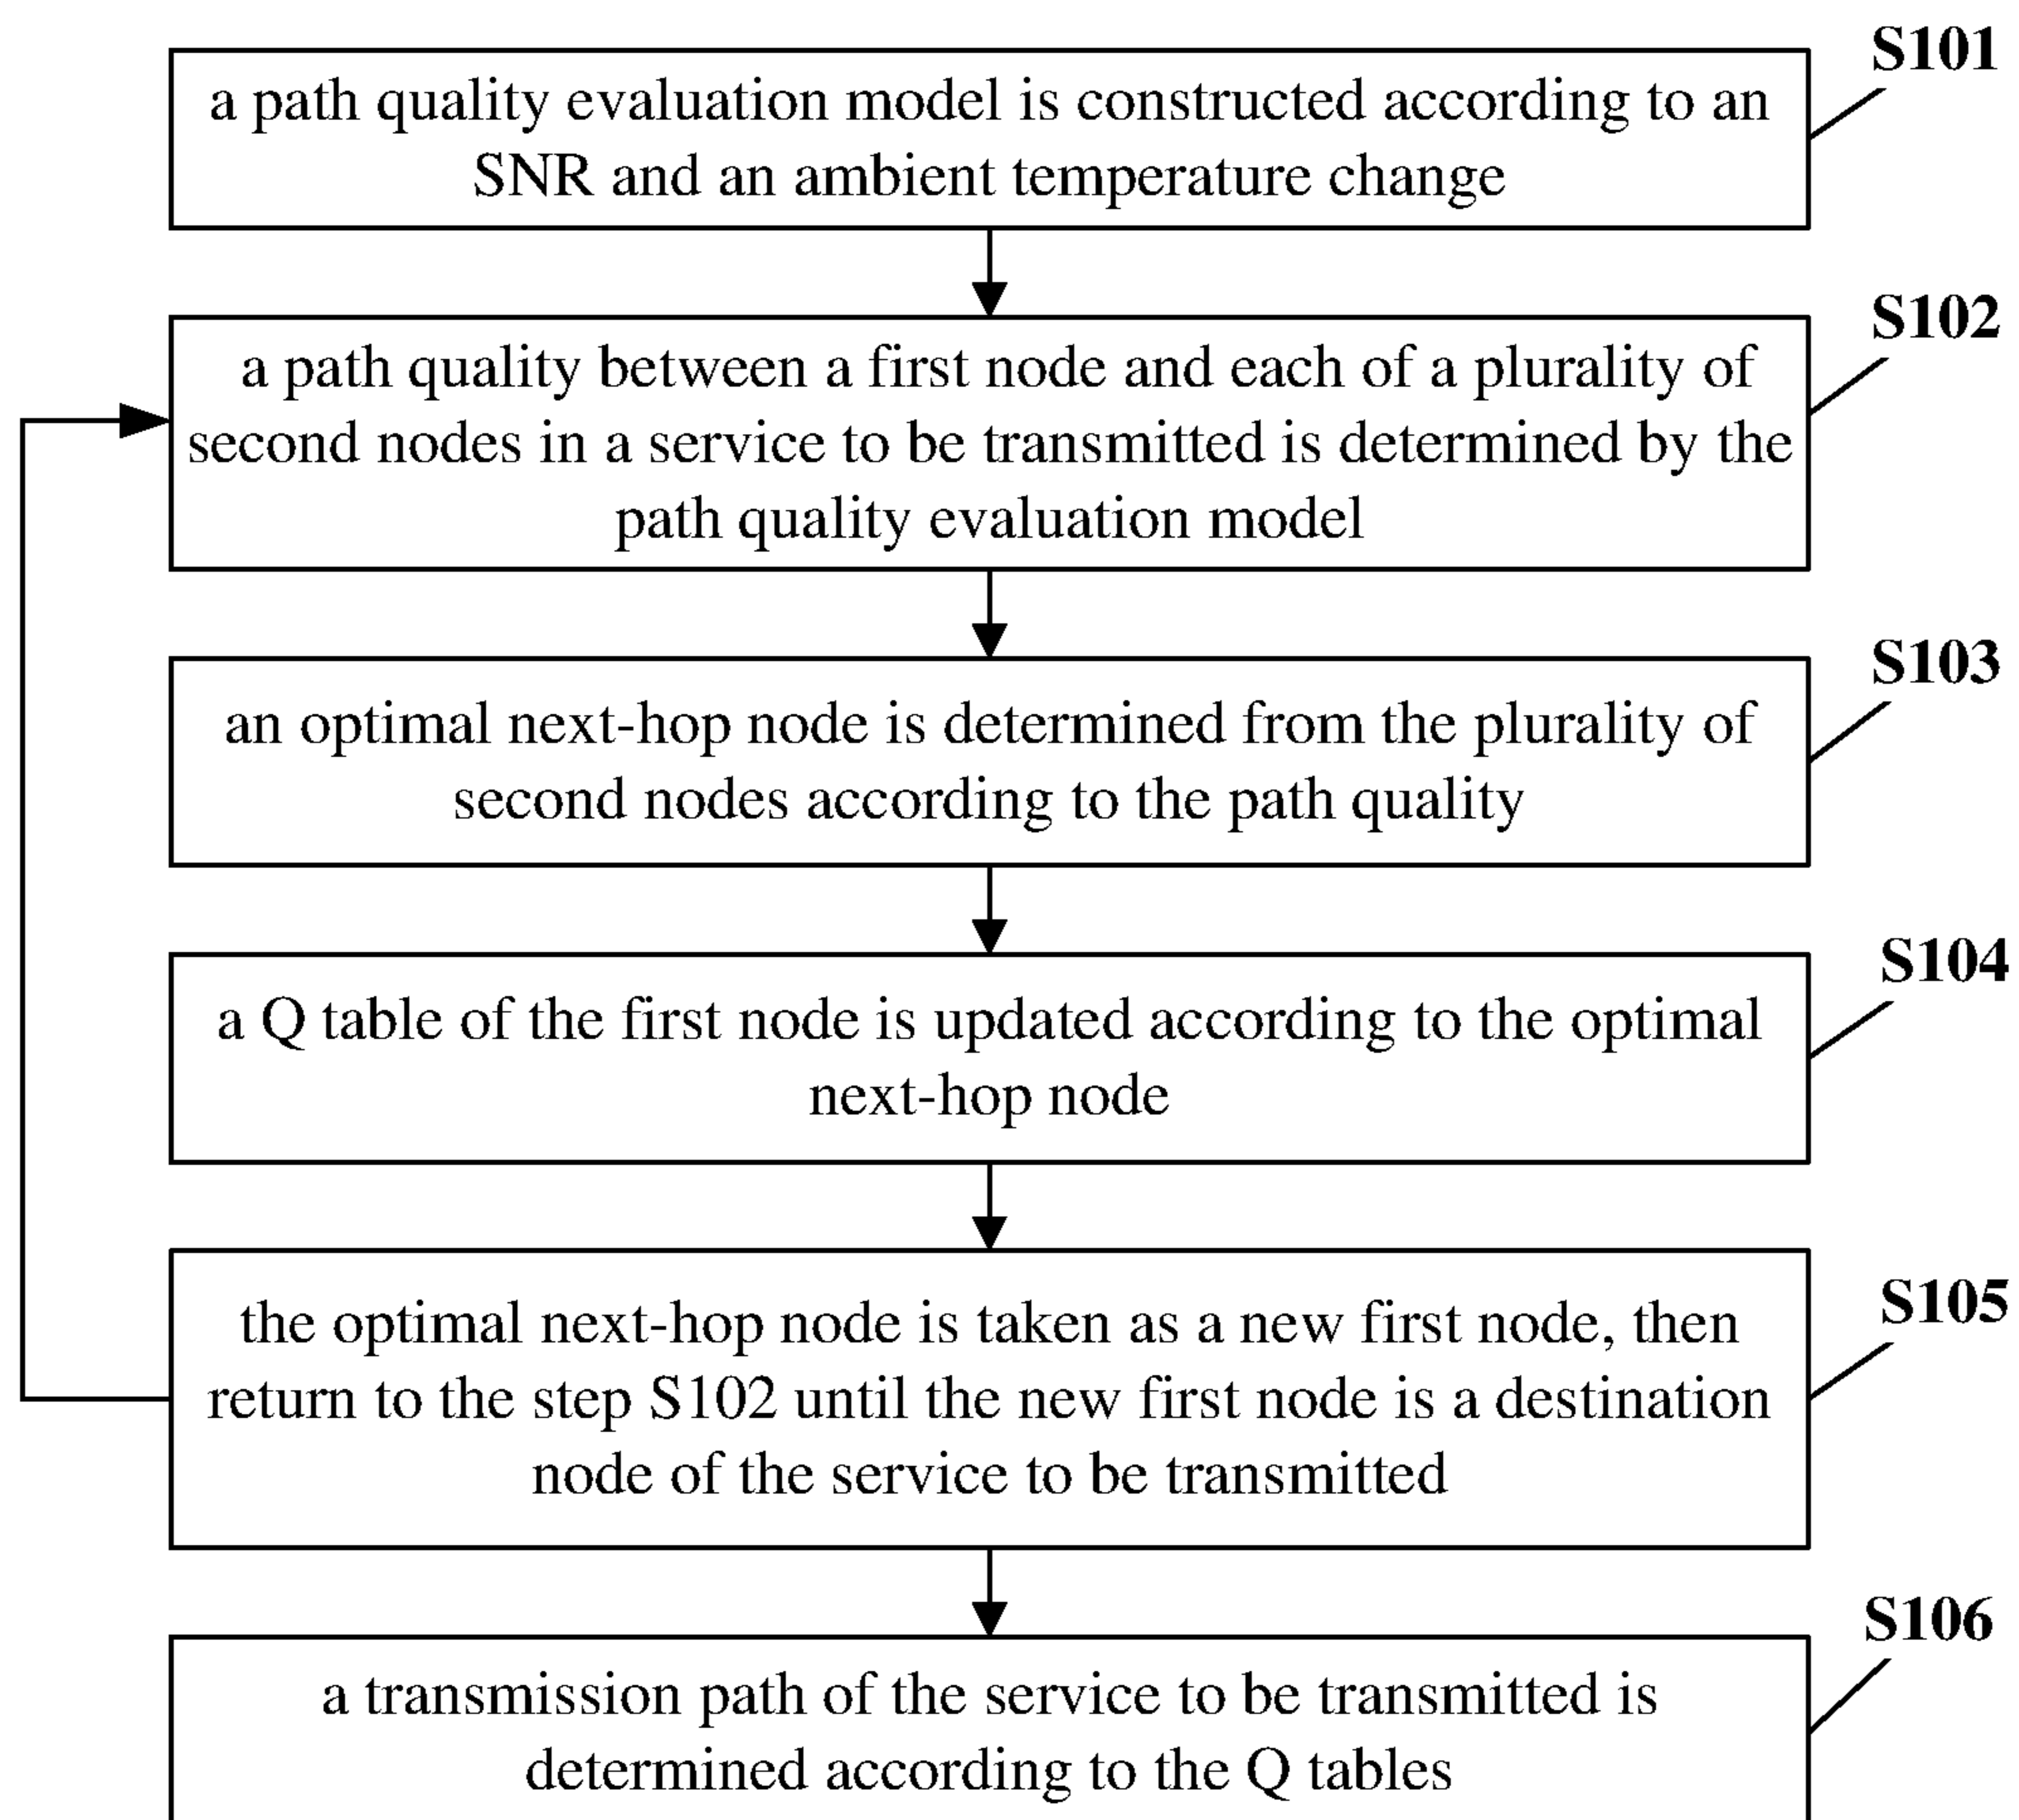 S101
a path quality evaluation model is constructed according to an
SNR and an ambient temperature change
S102
a path quality between a first node and each of a plurality of
second nodes in a service to be transmitted is determined by the
path quality evaluation model
S103
an optimal next-hop node is determined from the plurality of
second nodes according to the path quality
S104
a Q table of the first node is updated according to the optimal
next-hop node
S105
the optimal next-hop node is taken as a new first node, then
return to the step S102 until the new first node is a destination
node of the service to be transmitted
S106
a transmission path of the service to be transmitted is
determined according to the Q tables